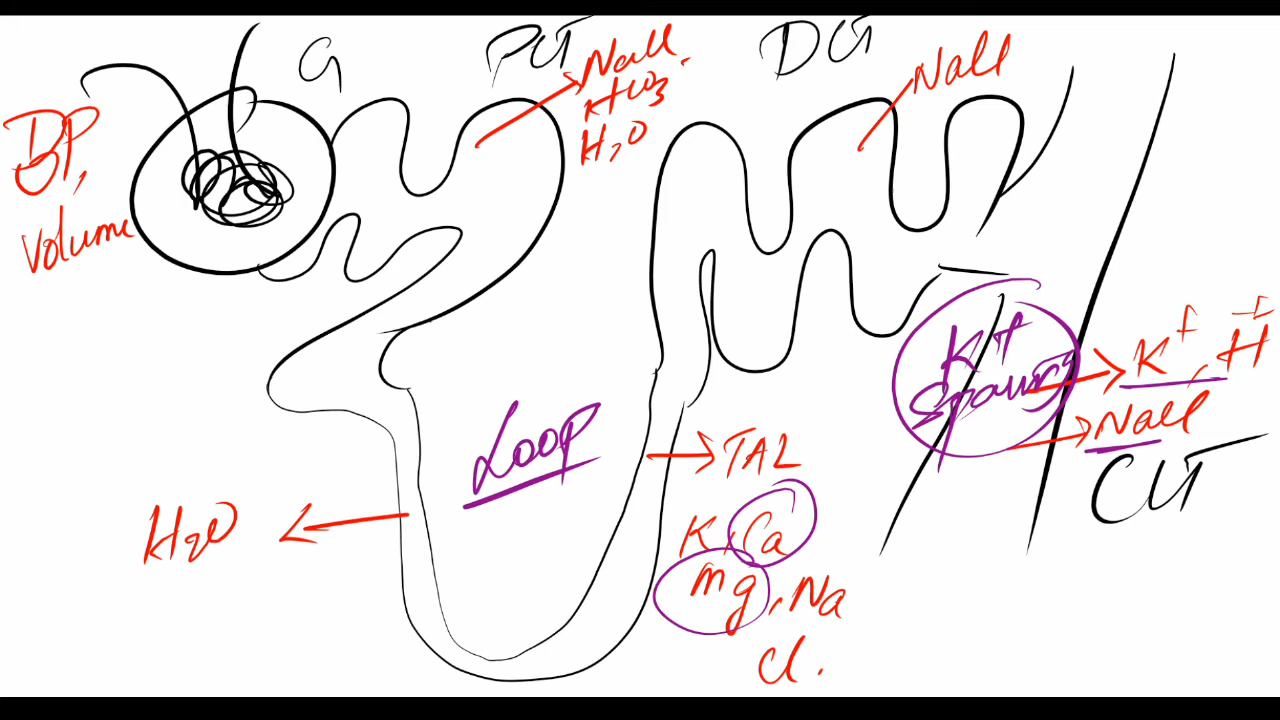 G
PCT
DCT
NaCl
HCO3
H2O
NaCl
BP,
Volume
K+
Sparing
K+, H+
NaCl
CCT
Loop
TAL
K, Ca
mg, Na
Cl.
H2O